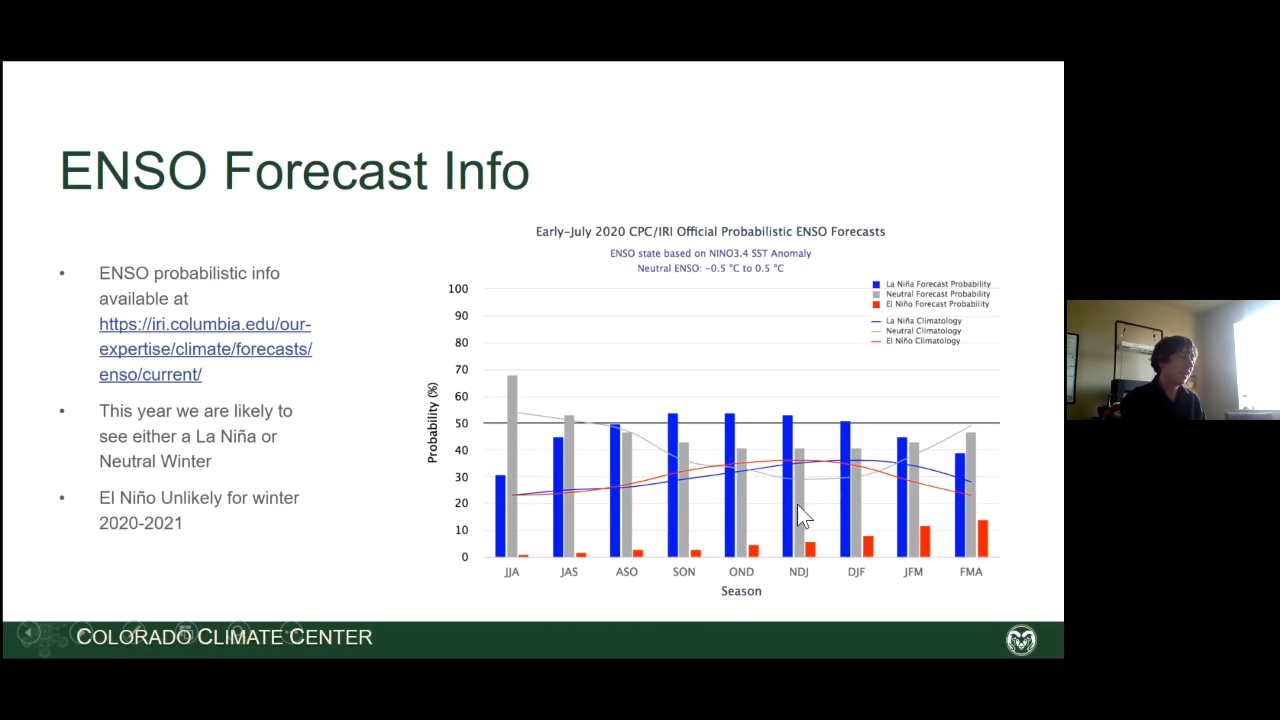 ENSO Forecast Info
• ENSO probabilistic info
available at
https://iri.columbia.edu/our-
expertise/climate/forecasts/
enso/current/
• This year we are likely to
see either a La Niña or
Neutral Winter
• El Niño Unlikely for winter
2020-2021
Early-July 2020 CPC/IRI Official Probabilistic ENSO Forecasts
ENSO state based on NINO3.4 SST Anomaly
Neutral ENSO: -0.5 °C to 0.5 °C
La Niña Forecast Probability
Neutral Forecast Probability
El Niño Forecast Probability
La Niña Climatology
Neutral Climatology
El Niño Climatology
Probability (%)
100
90
80
70
60
50
40
30
20
10
0
JJA JAS ASO SON OND NDJ DJF JFM FMA
Season
COLORADO CLIMATE CENTER